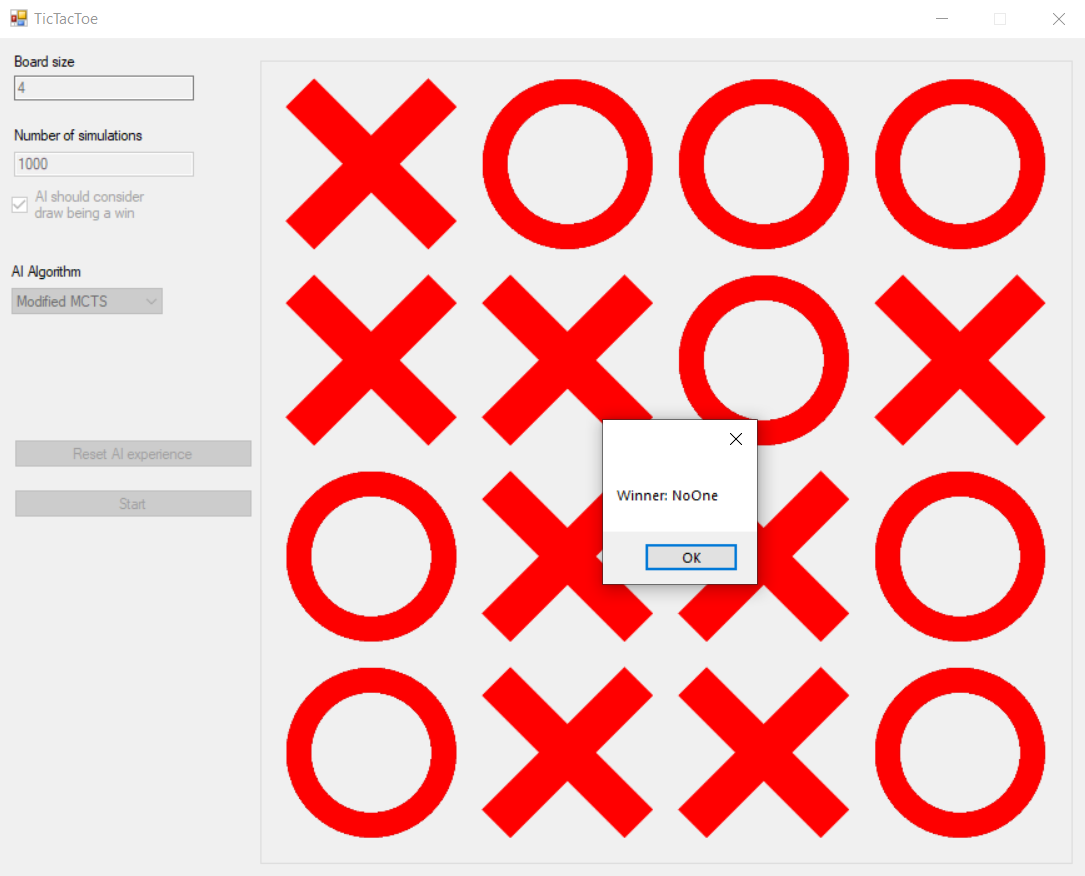 TicTacToe
Board size
4
Number of simulations
1000
AI should consider
draw being a win
AI Algorithm
Modified MCTS
Reset AI experience
Start
Winner: NoOne
OK